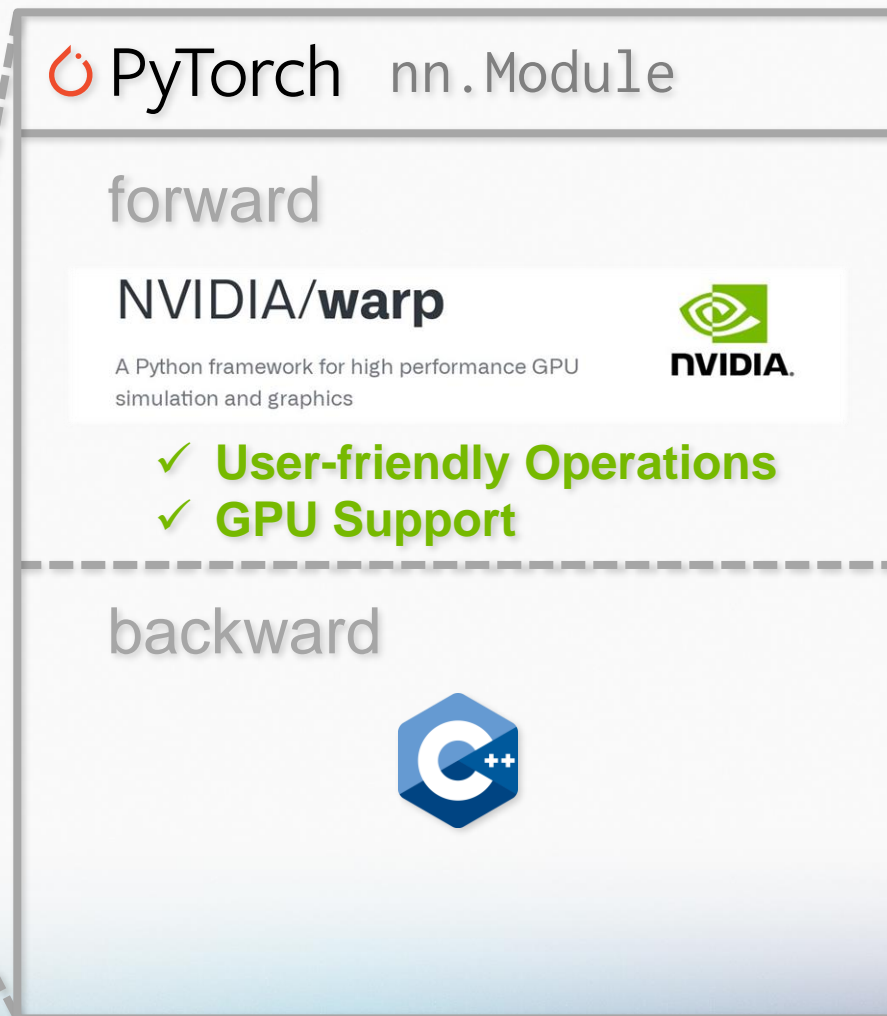 PyTorch nn.Module
forward
NVIDIA/warp
NVIDIA.
A Python framework for high performance GPU
simulation and graphics
✓ User-friendly Operations
✓ GPU Support
backward
C++